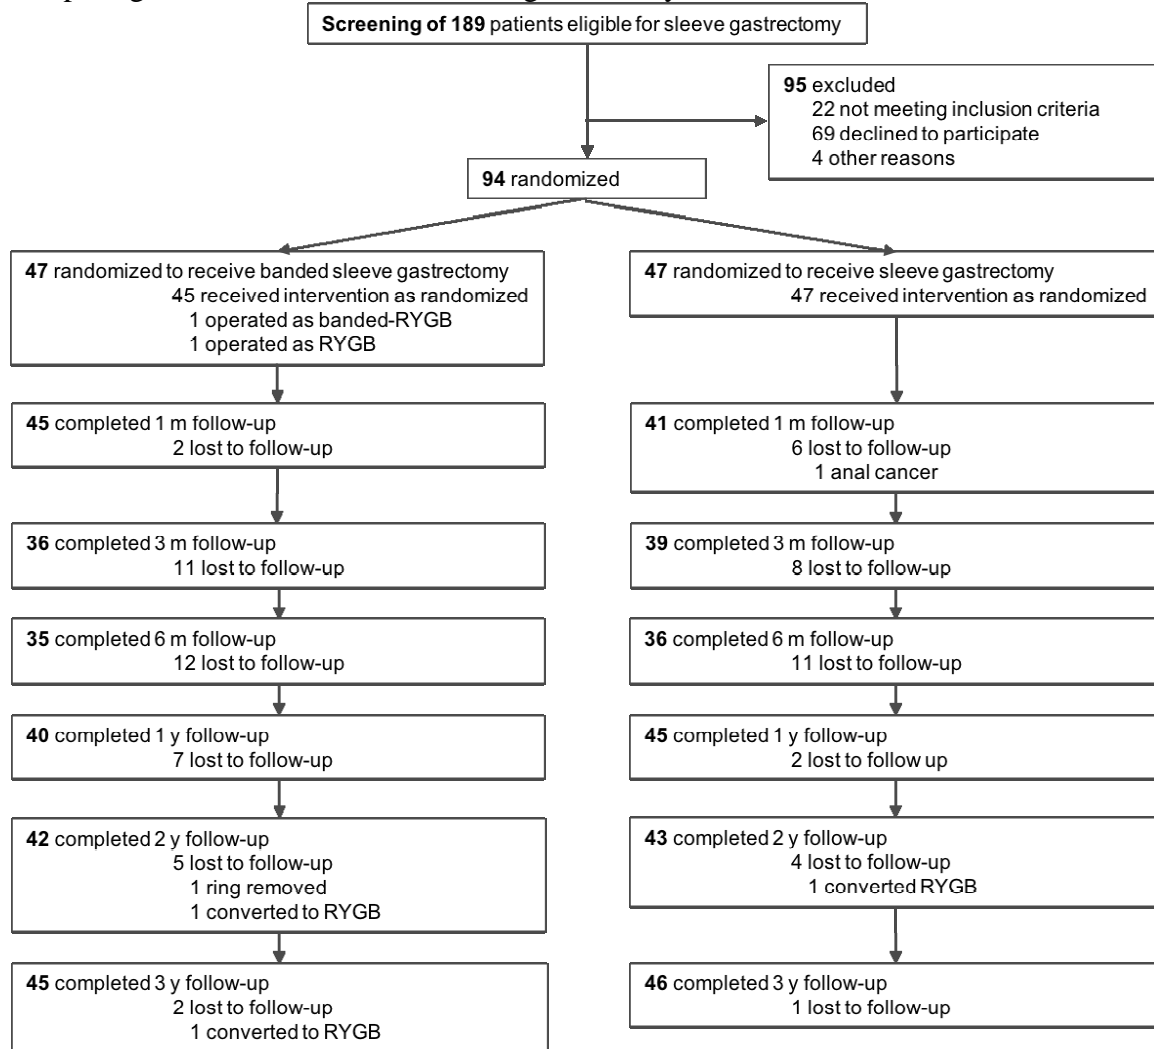 Screening of 189 patients eligible for sleeve gastrectomy
95 excluded
22 not meeting inclusion criteria
69 declined to participate
4 other reasons
94 randomized
47 randomized to receive banded sleeve gastrectomy
45 received intervention as randomized
1 operated as banded-RYGB
1 operated as RYGB
47 randomized to receive sleeve gastrectomy
47 received intervention as randomized
45 completed 1 m follow-up
2 lost to follow-up
41 completed 1 m follow-up
6 lost to follow-up
1 anal cancer
36 completed 3 m follow-up
11 lost to follow-up
39 completed 3 m follow-up
8 lost to follow-up
35 completed 6 m follow-up
12 lost to follow-up
36 completed 6 m follow-up
11 lost to follow-up
40 completed 1 y follow-up
7 lost to follow-up
45 completed 1 y follow-up
2 lost to follow up
42 completed 2 y follow-up
5 lost to follow-up
1 ring removed
1 converted to RYGB
43 completed 2 y follow-up
4 lost to follow-up
1 converted RYGB
45 completed 3 y follow-up
2 lost to follow-up
1 converted to RYGB
46 completed 3 y follow-up
1 lost to follow-up